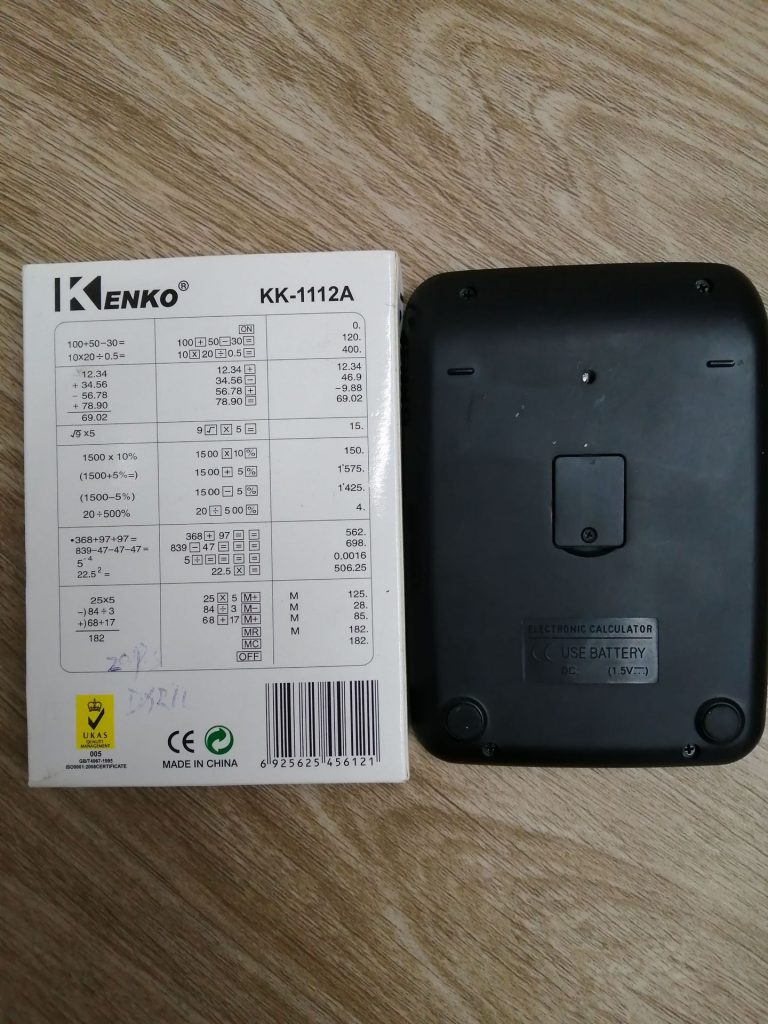 KENKO® KK-1112A
ON 0.
100+50−30= 100+50−30= 120.
10×20÷0.5= 10×20÷0.5= 400.
12.34 12.34+ 12.34
+ 34.56 34.56− 46.9
− 56.78 56.78+ −9.88
+ 78.90 78.90= 69.02
69.02
√9 ×5 9√ × 5 = 15.
1500 x 10% 1500×10% 150.
(1500+5%=) 1500 + 5% 1'575.
(1500−5%) 1500 − 5% 1'425.
20÷500% 20÷500% 4.
•368+97+97= 368+ 97 = = 562.
839−47−47−47= 839−47 = = = 698.
5⁻⁴ 5÷= = = = = 0.0016
22.5²= 22.5 × = 506.25
25×5 25×5 M+ M 125.
−)84÷3 84÷3 M− M 28.
+)68+17 68+17 M+ M 85.
182 MR M 182.
MC 182.
OFF
UKAS
QUALITY
MANAGEMENT
005
GB/T4967-1995
ISO9001:2008CERTIFICATE
CE
MADE IN CHINA
6 925625 456121
ELECTRONIC CALCULATOR
CE USE BATTERY
DC: (1.5V⎓)